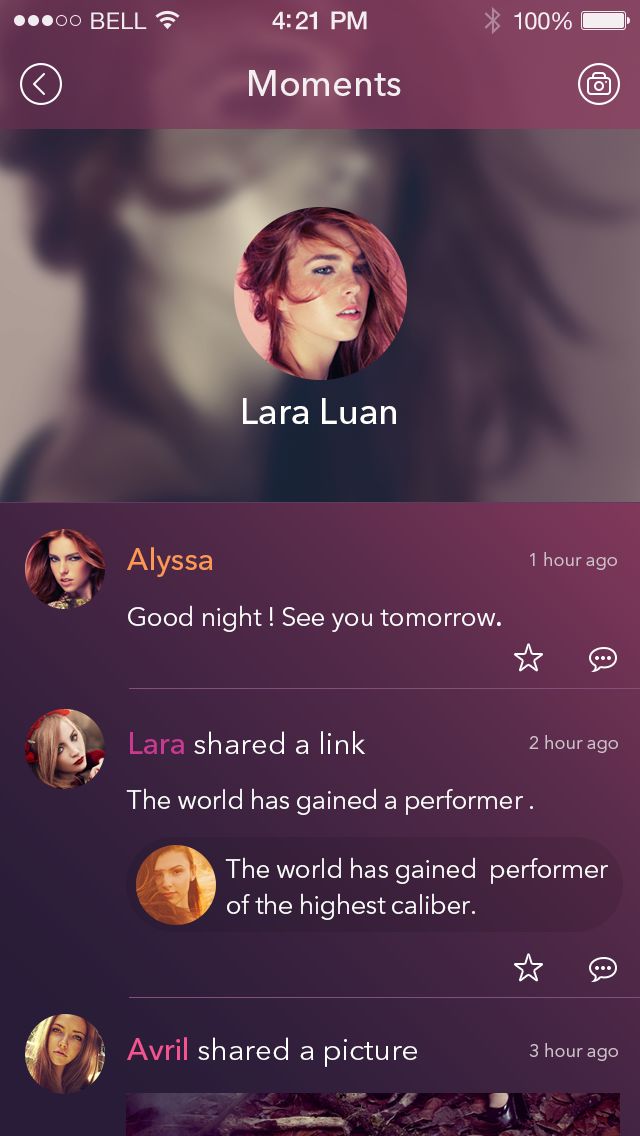 BELL 4:21 PM 100%
Moments
Lara Luan
Alyssa 1 hour ago
Good night ! See you tomorrow.
Lara shared a link 2 hour ago
The world has gained a performer .
The world has gained performer
of the highest caliber.
Avril shared a picture 3 hour ago